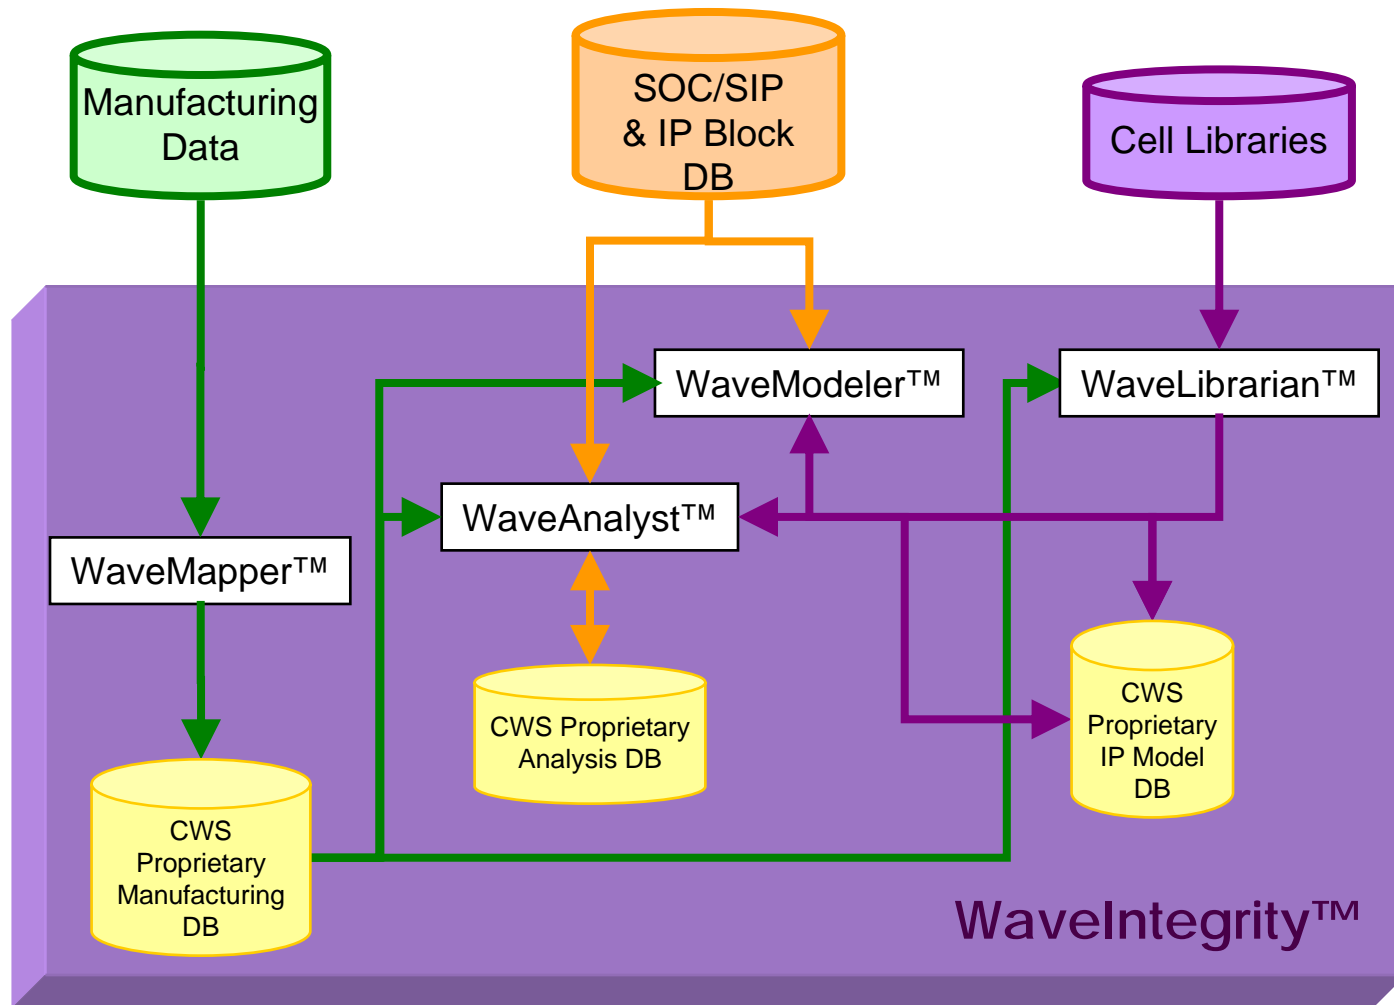 Manufacturing
Data
SOC/SIP
& IP Block
DB
Cell Libraries
WaveModeler™
WaveLibrarian™
WaveAnalyst™
WaveMapper™
CWS Proprietary
Analysis DB
CWS
Proprietary
IP Model
DB
CWS
Proprietary
Manufacturing
DB
WaveIntegrity™